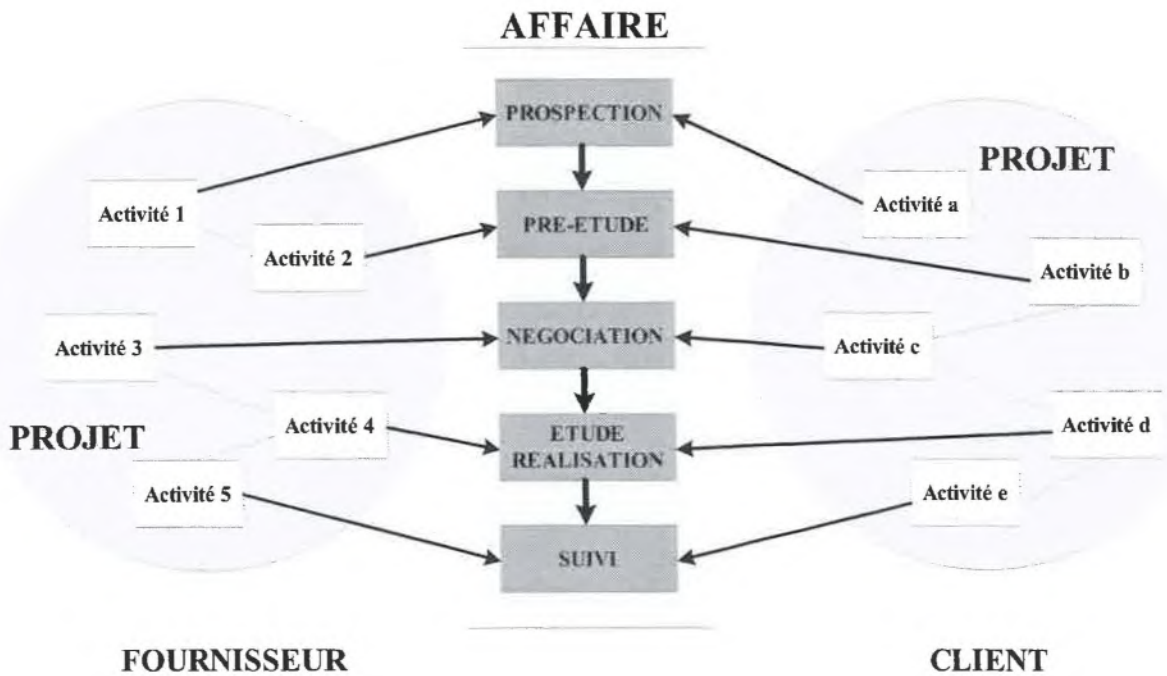 AFFAIRE
PROSPECTION
PROJET
Activité 1
Activité a
PRE-ETUDE
Activité 2
Activité b
NEGOCIATION
Activité 3
Activité c
Activité 4
Activité d
PROJET
ETUDE
REALISATION
Activité 5
Activité e
SUIVI
FOURNISSEUR
CLIENT